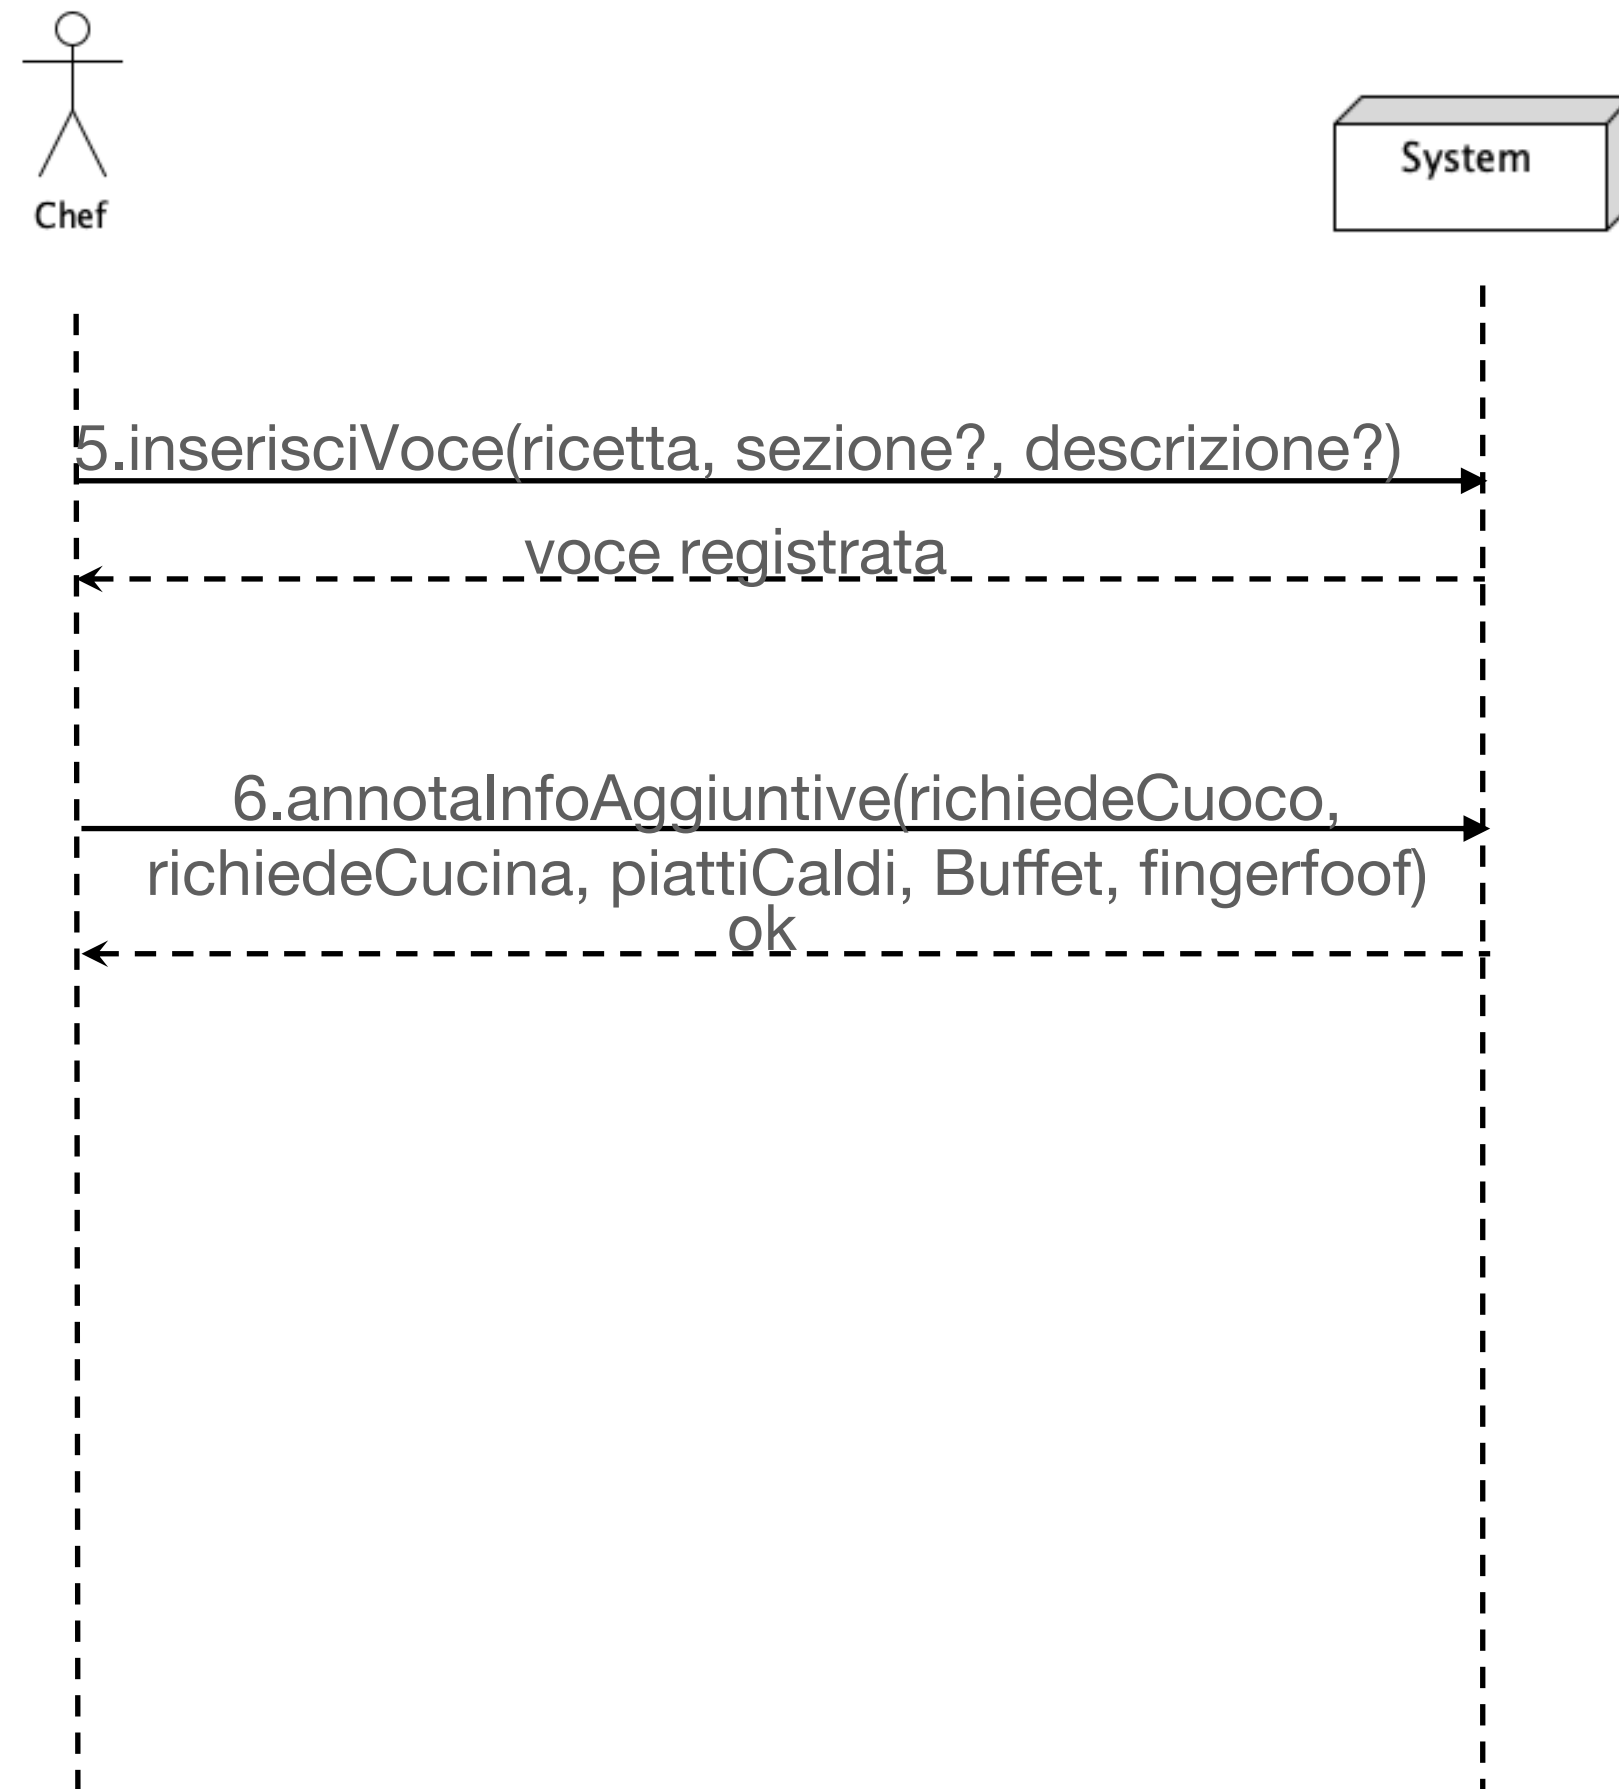 Chef
System
5.inserisciVoce(ricetta, sezione?, descrizione?)
voce registrata
6.annotaInfoAggiuntive(richiedeCuoco,
richiedeCucina, piattiCaldi, Buffet, fingerfoof)
ok